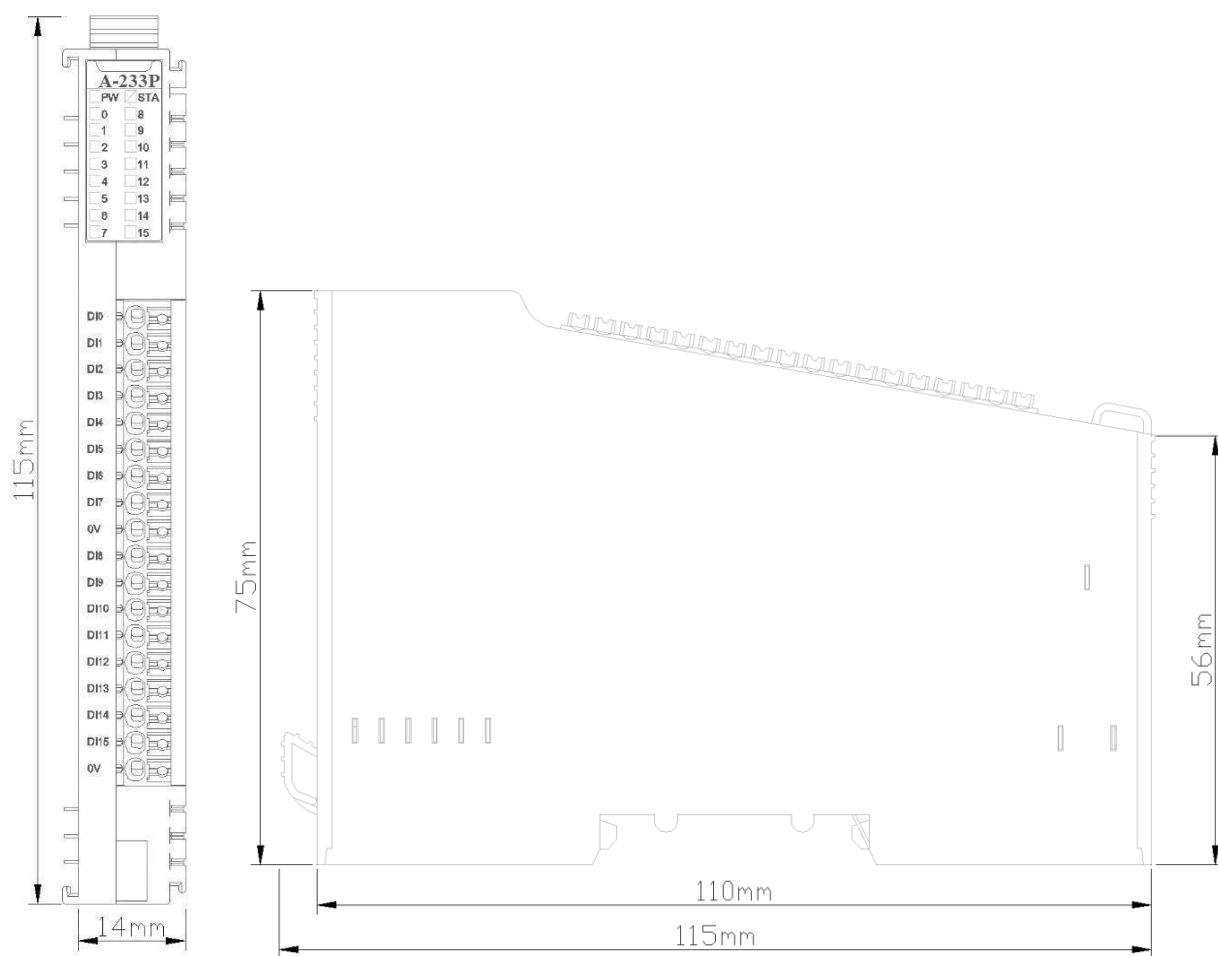 A-233P
PW STA
0 8
1 9
2 10
3 11
4 12
5 13
6 14
7 15
DI0
DI1
DI2
DI3
DI4
DI5
DI6
DI7
0V
DI8
DI9
DI10
DI11
DI12
DI13
DI14
DI15
0V
115mm
14mm
75mm
56mm
110mm
115mm